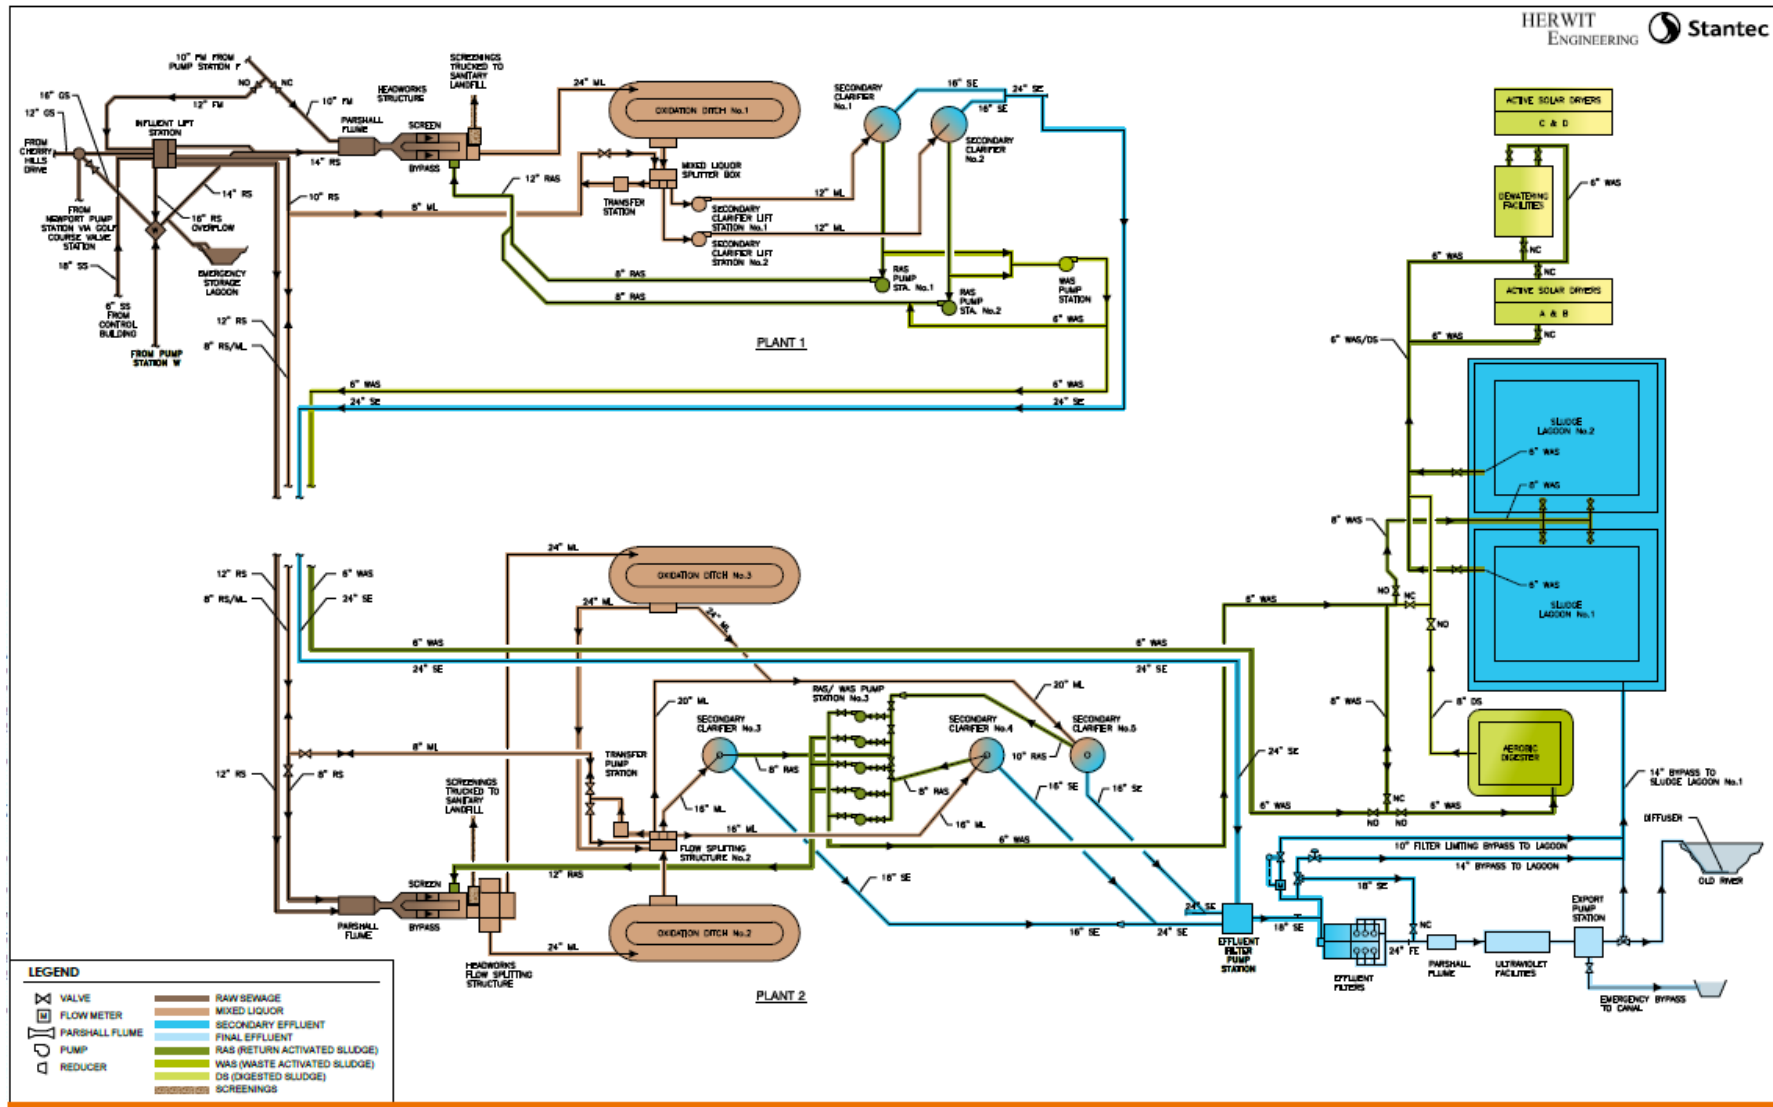 HERWIT
ENGINEERING
Stantec
10" FM FROM
PUMP STATION F
NO
NC
16" GS
12" GS
12" FM
10" FM
INFLUENT LIFT
STATION
FROM
CHERRY
HILLS
DRIVE
HEADWORKS
STRUCTURE
PARSHALL
FLUME
SCREEN
BYPASS
SCREENINGS
TRUCKED TO
SANITARY
LANDFILL
24" ML
OXIDATION DITCH No.1
SECONDARY
CLARIFIER
No.1
16" SE
24" SE
16" SE
SECONDARY
CLARIFIER
No.2
14" RS
14" RS
10" RS
12" RAS
8" ML
MIXED LIQUOR
SPLITTER BOX
TRANSFER
STATION
12" ML
SECONDARY
CLARIFIER LIFT
STATION No.1
12" ML
SECONDARY
CLARIFIER LIFT
STATION No.2
FROM
NEWPORT PUMP
STATION VIA GOLF
COURSE VALVE
STATION
16" RS
OVERFLOW
18" SS
EMERGENCY
STORAGE
LAGOON
6" SS
FROM
CONTROL
BUILDING
FROM PUMP
STATION W
12" RS
8" RS/ML
8" RAS
8" RAS
RAS
PUMP
STA. No.1
RAS
PUMP
STA. No.2
WAS
PUMP
STATION
6" WAS
PLANT 1
6" WAS
6" WAS
24" SE
24" SE
ACTIVE SOLAR DRYERS
C & D
DEWATERING
FACILITIES
6" WAS
NC
6" WAS
NC
ACTIVE SOLAR DRYERS
A & B
NC
6" WAS/DS
6" WAS
SLUDGE
LAGOON No.2
6" WAS
8" WAS
8" WAS
6" WAS
SLUDGE
LAGOON No.1
NO
NC
NO
12" RS
6" WAS
8" RS/ML
24" SE
24" ML
OXIDATION DITCH No.3
24" ML
24" ML
6" WAS
6" WAS
6" WAS
24" SE
24" SE
20" ML
RAS/ WAS PUMP
STATION No.3
20" ML
SECONDARY
CLARIFIER No.3
SECONDARY
CLARIFIER No.4
SECONDARY
CLARIFIER No.5
8" ML
TRANSFER
PUMP
STATION
8" RAS
10" RAS
8" RAS
16" SE
16" SE
24" SE
6" WAS
8" DS
AEROBIC
DIGESTER
14" BYPASS TO
SLUDGE LAGOON No.1
12" RS
8" RS
SCREENINGS
TRUCKED TO
SANITARY
LANDFILL
16" ML
16" ML
16" ML
FLOW SPLITTING
STRUCTURE No.2
6" WAS
6" WAS
NC
6" WAS
NO
NO
12" RAS
16" SE
10" FILTER LIMITING BYPASS TO LAGOON
14" BYPASS TO LAGOON
18" SE
DIFFUSER
OLD RIVER
SCREEN
PARSHALL
FLUME
BYPASS
OXIDATION DITCH No.2
24" ML
HEADWORKS
FLOW SPLITTING
STRUCTURE
16" SE
24" SE
24" SE
EFFLUENT
FILTER
PUMP
STATION
18" SE
M
NC
24" FE
EFFLUENT
FILTERS
PARSHALL
FLUME
ULTRAVIOLET
FACILITIES
EXPORT
PUMP
STATION
EMERGENCY BYPASS
TO CANAL
PLANT 2
LEGEND
VALVE
M
FLOW METER
PARSHALL FLUME
PUMP
REDUCER
RAW SEWAGE
MIXED LIQUOR
SECONDARY EFFLUENT
FINAL EFFLUENT
RAS (RETURN ACTIVATED SLUDGE)
WAS (WASTE ACTIVATED SLUDGE)
DS (DIGESTED SLUDGE)
SCREENINGS